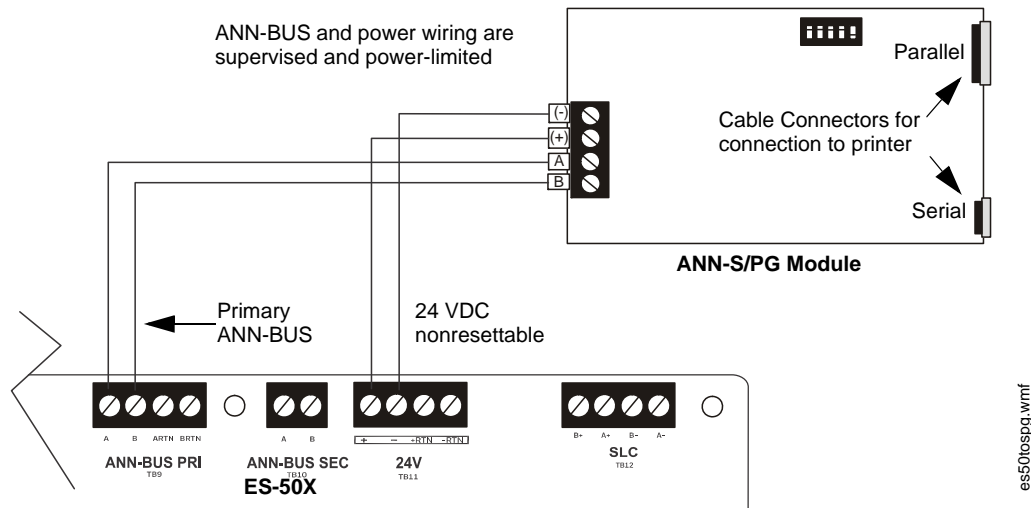 ANN-BUS and power wiring are
supervised and power-limited
Parallel
Cable Connectors for
connection to printer
Serial
(-)
(+)
A
B
ANN-S/PG Module
Primary
ANN-BUS
24 VDC
nonresettable
A B ARTN BRTN
ANN-BUS PRI
TB9
A B
ANN-BUS SEC
TB10
ES-50X
+ − +RTN -RTN
24V
TB11
B+ A+ B− A−
SLC
TB12
es50tospg.wmf